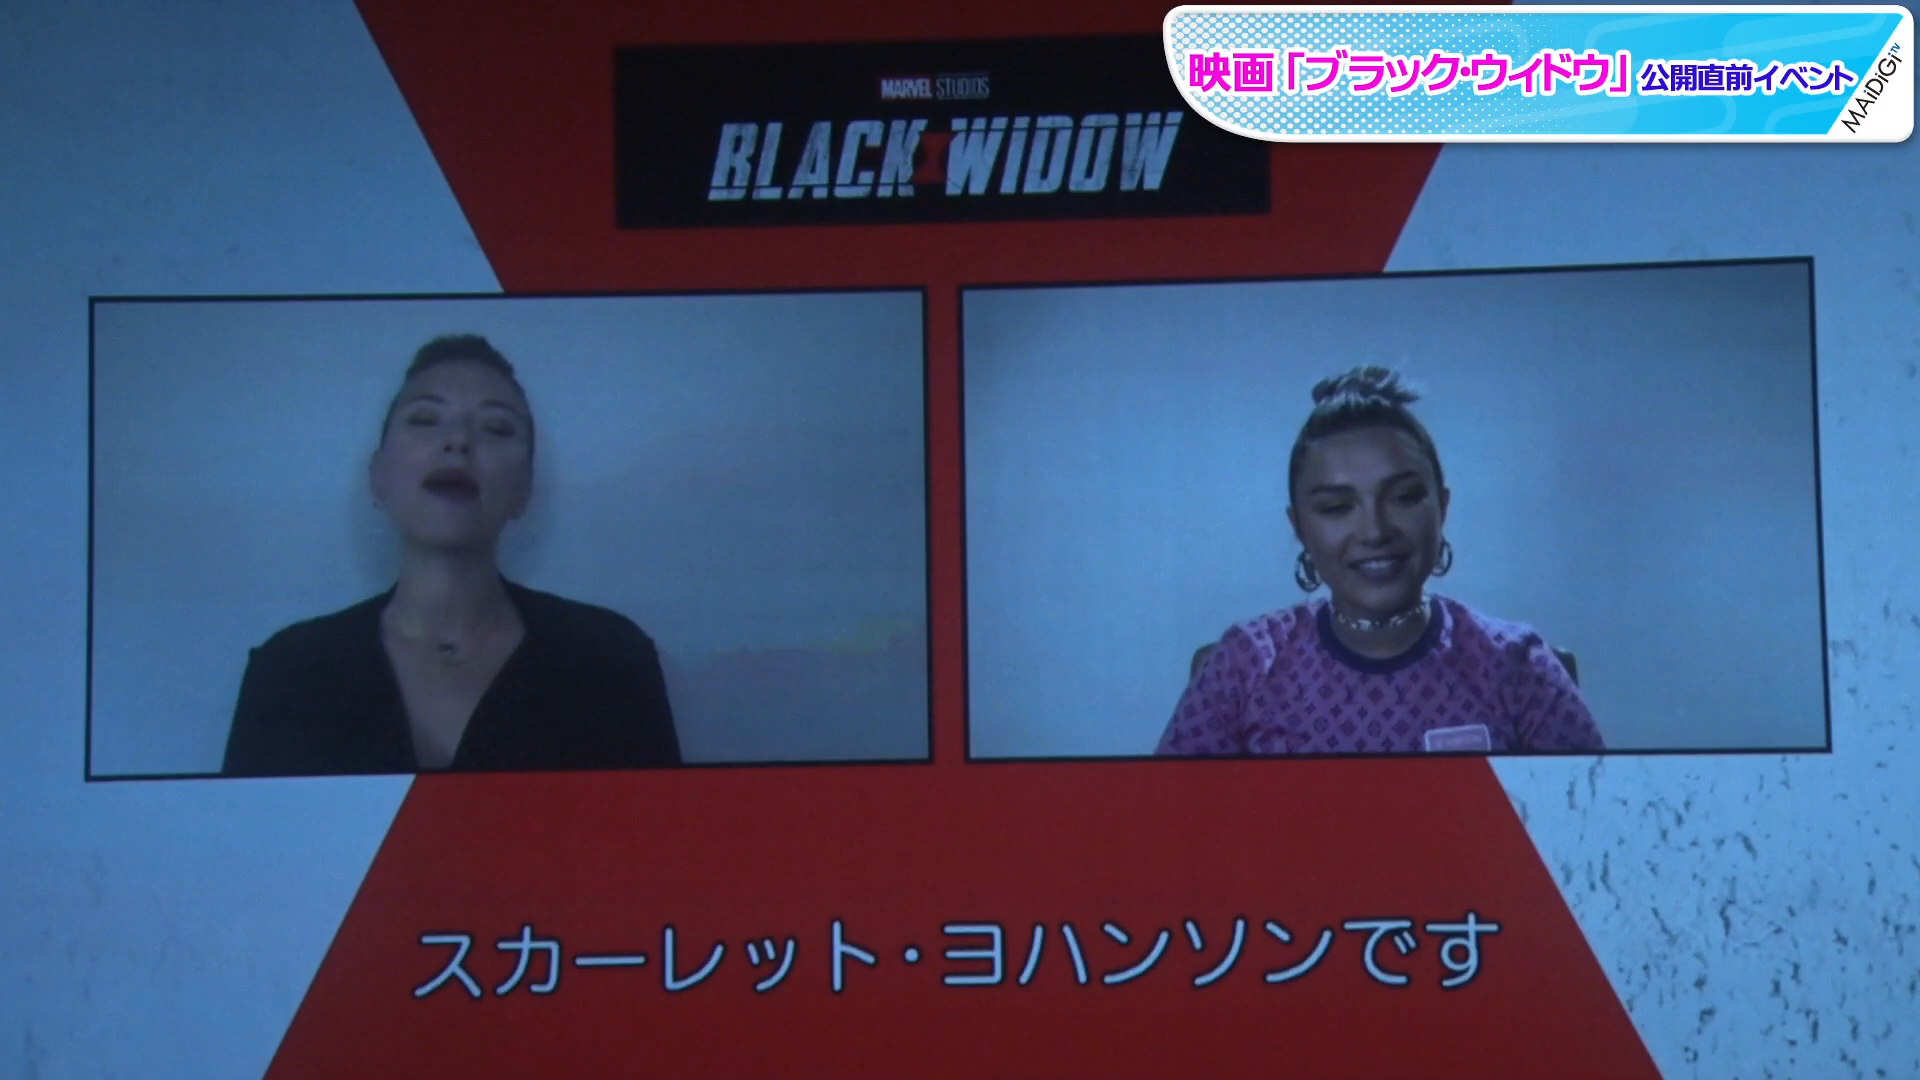 映画「ブラック・ウィドウ」公開直前イベント
MAiDiGiTV
MARVEL STUDIOS
BLACK WIDOW
スカーレット・ヨハンソンです